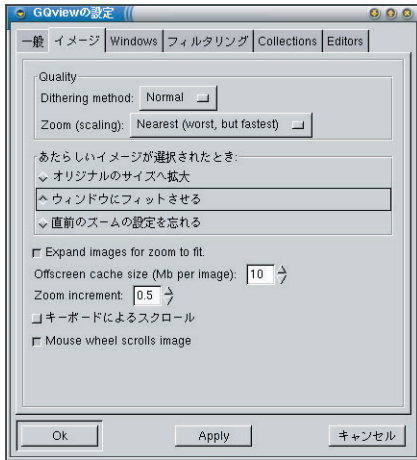 GQviewの設定
一般 イメージ Windows フィルタリング Collections Editors
Quality
Dithering method: Normal
Zoom (scaling): Nearest (worst, but fastest)
あたらしいイメージが選択されたとき:
オリジナルのサイズへ拡大
ウィンドウにフィットさせる
直前のズームの設定を忘れる
Expand images for zoom to fit.
Offscreen cache size (Mb per image): 10
Zoom increment: 0.5
キーボードによるスクロール
Mouse wheel scrolls image
Ok Apply キャンセル